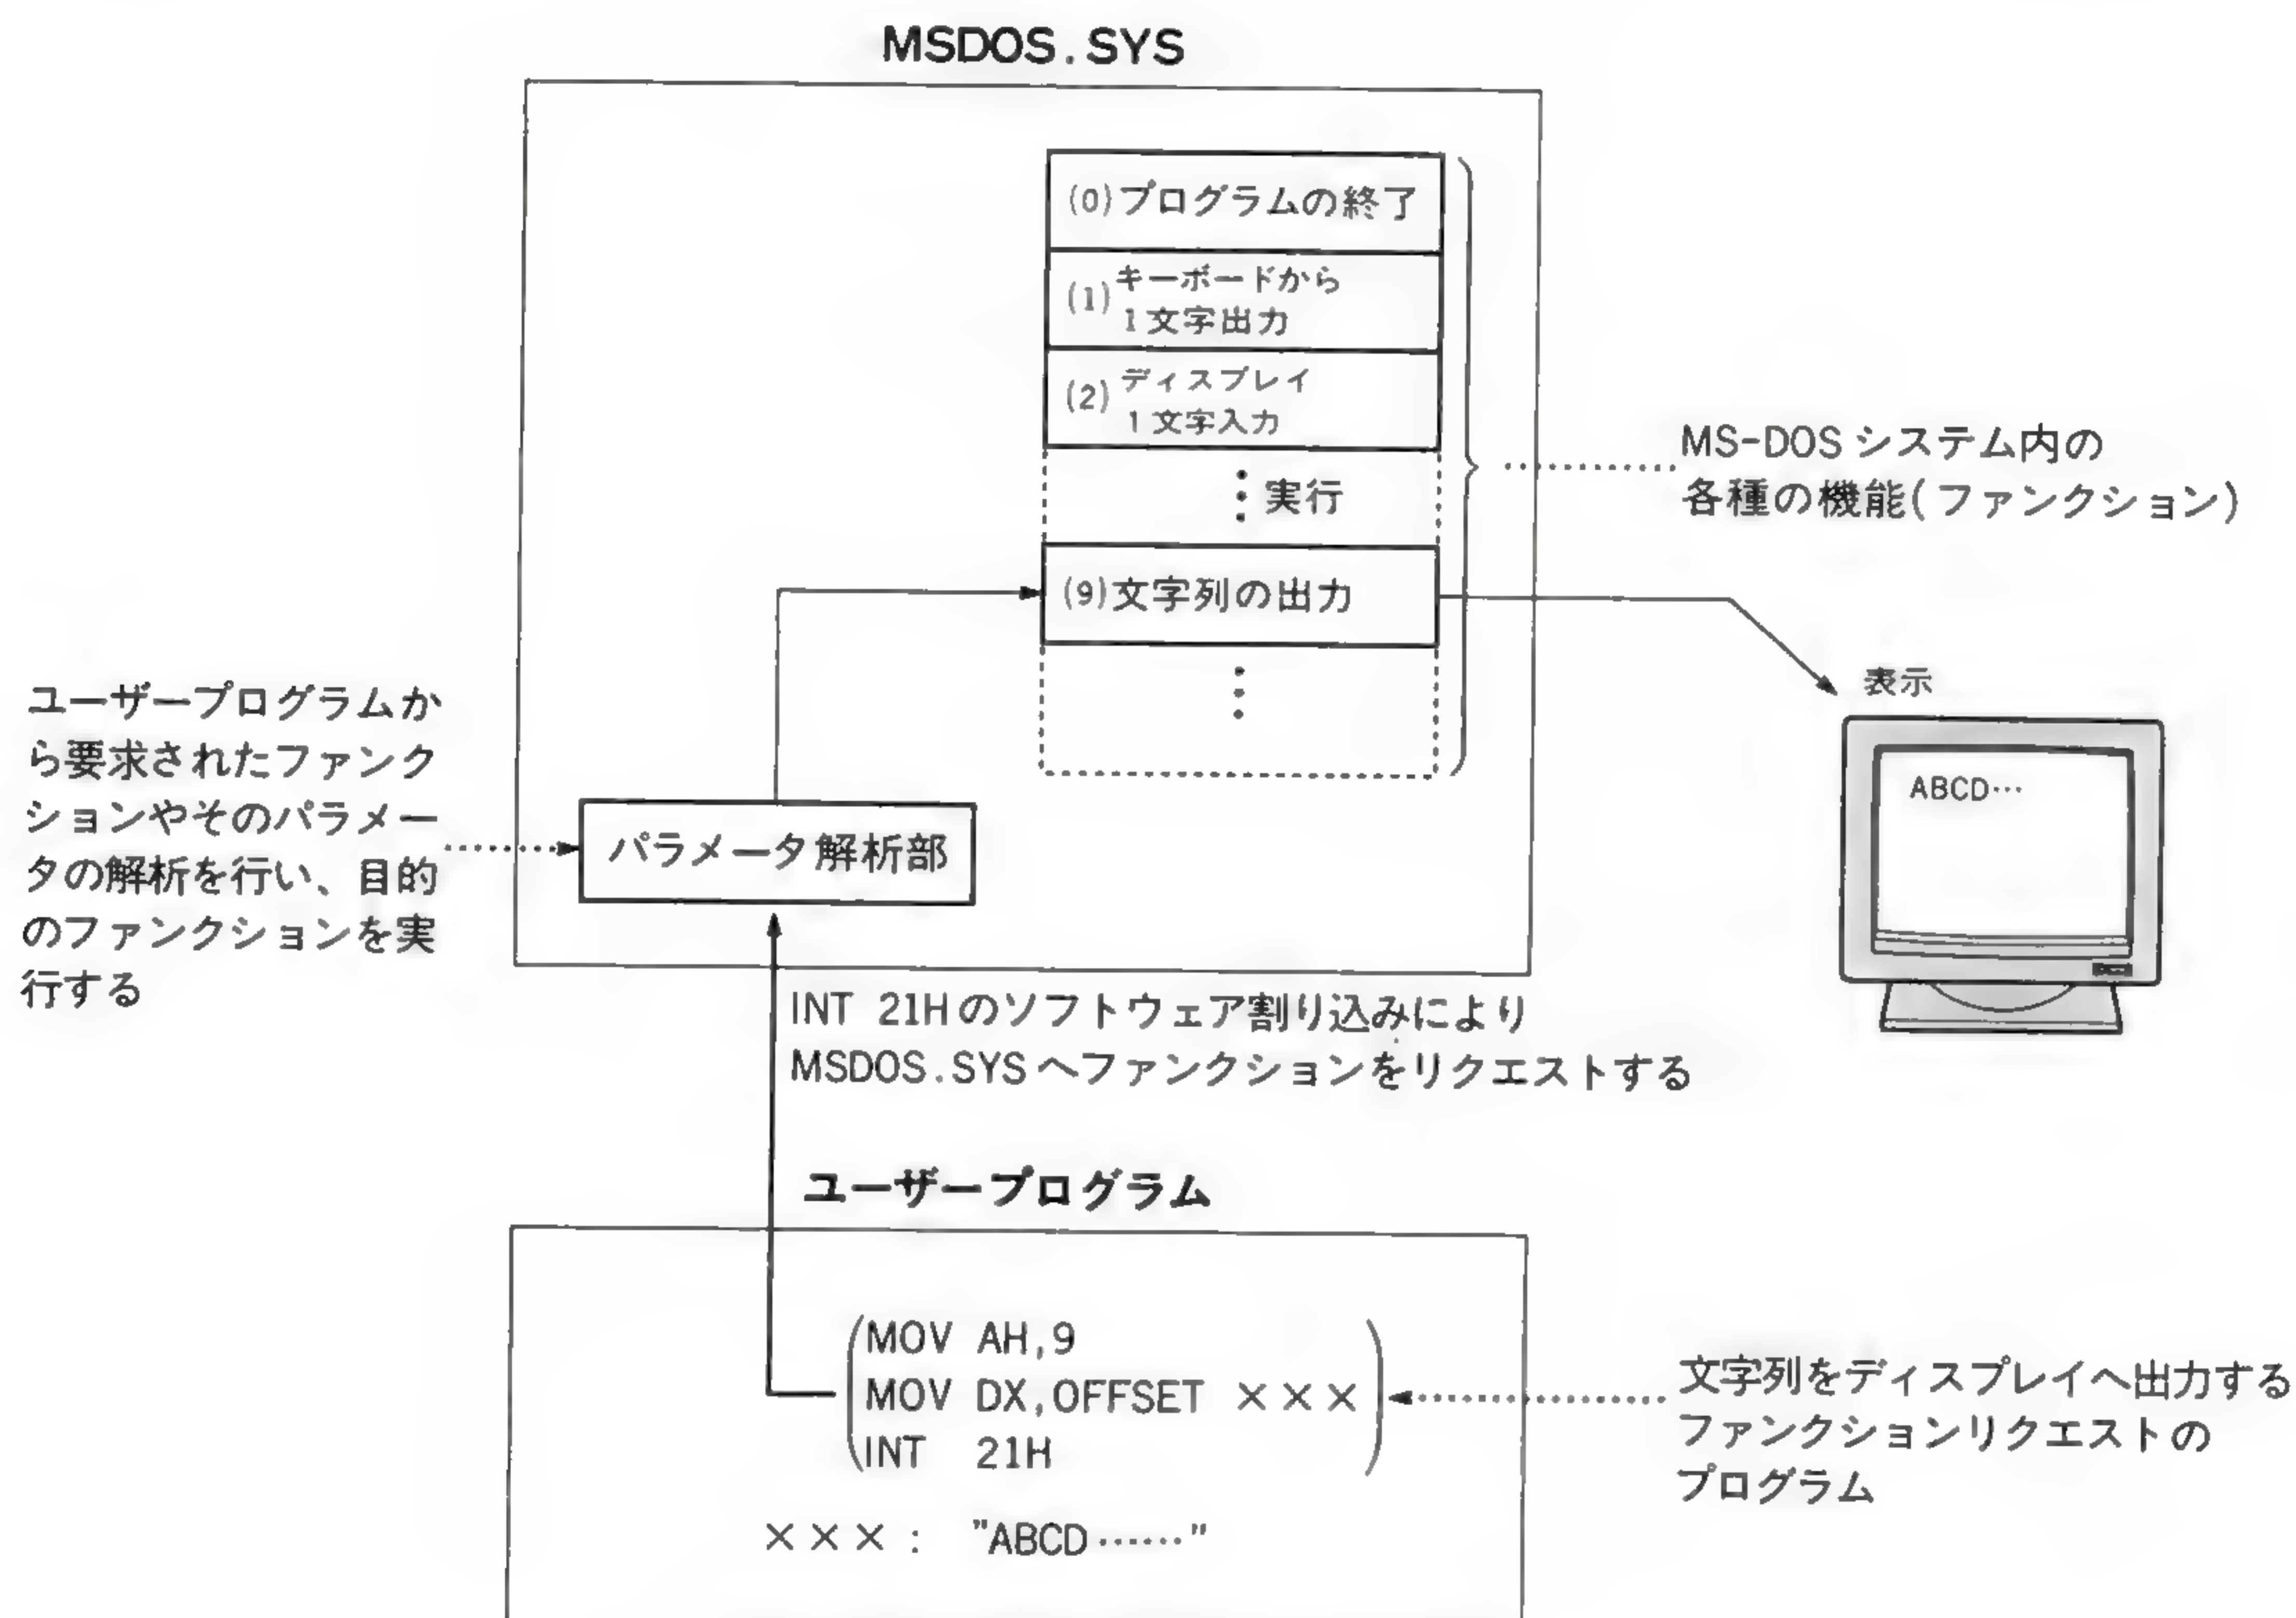 MSDOS.SYS
(0)プログラムの終了
(1)キーボードから
1文字出力
(2)ディスプレイ
1文字入力
実行
(9)文字列の出力
MS-DOSシステム内の
各種の機能(ファンクション)
表示
ABCD…
ユーザープログラムか
ら要求されたファンク
ションやそのパラメー
タの解析を行い、目的
のファンクションを実
行する
パラメータ解析部
INT 21Hのソフトウェア割り込みにより
MSDOS.SYSへファンクションをリクエストする
ユーザープログラム
MOV AH,9
MOV DX,OFFSET ×××
INT 21H
×××: "ABCD……"
文字列をディスプレイへ出力する
ファンクションリクエストの
プログラム